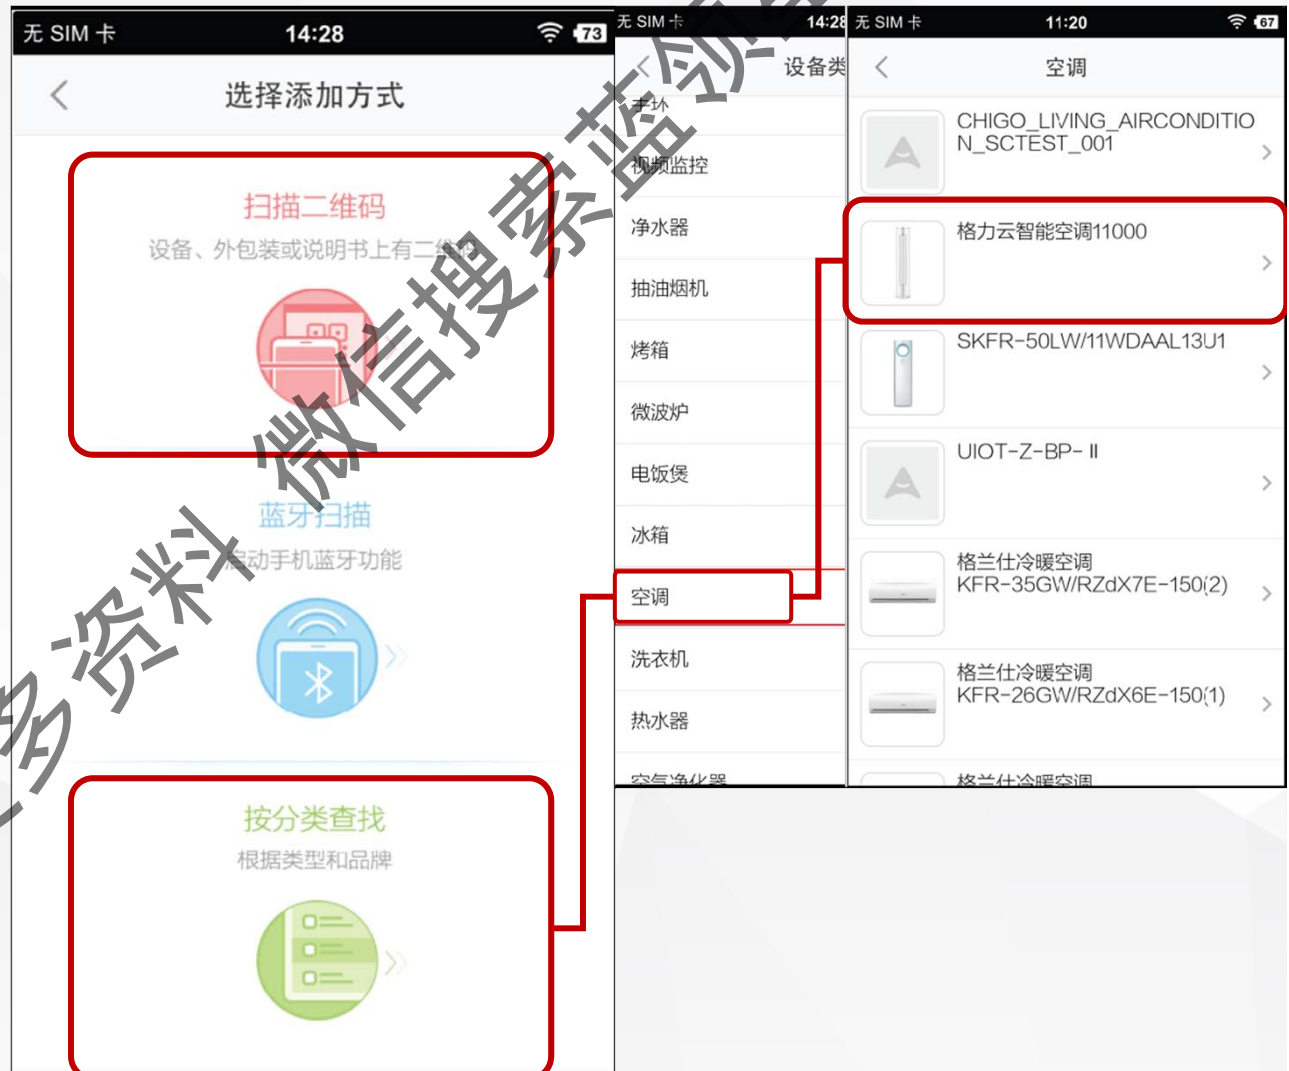 无 SIM 卡
14:28
73
选择添加方式
扫描二维码
设备、外包装或说明书上有二维码
蓝牙扫描
启动手机蓝牙功能
按分类查找
根据类型和品牌
无 SIM 卡
14:28
设备类
手环
视频监控
净水器
抽油烟机
烤箱
微波炉
电饭煲
冰箱
空调
洗衣机
热水器
空气净化器
无 SIM 卡
11:20
67
空调
CHIGO_LIVING_AIRCONDITIO
N_SCTEST_001
格力云智能空调11000
SKFR-50LW/11WDAAL13U1
UIOT-Z-BP- II
格兰仕冷暖空调
KFR-35GW/RZdX7E-150(2)
格兰仕冷暖空调
KFR-26GW/RZdX6E-150(1)
格兰仕冷暖空调
多资料 微信搜索蓝领